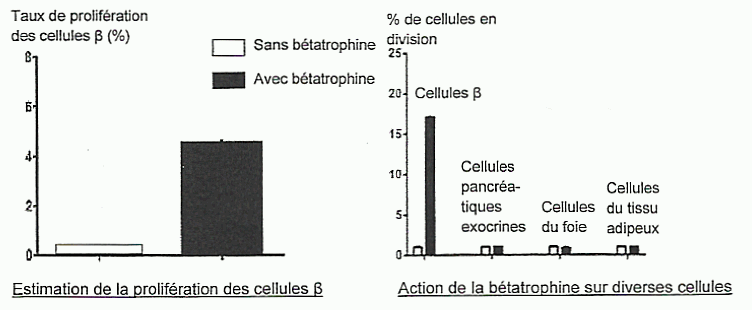 Taux de prolifération
des cellules β (%)
8
6
4
2
0
Sans bétatrophine
Avec bétatrophine
Estimation de la prolifération des cellules β
% de cellules en
division
25
20
15
10
5
0
Cellules β
Cellules
pancréa-
tiques
exocrines
Cellules
du foie
Cellules
du tissu
adipeux
Action de la bétatrophine sur diverses cellules